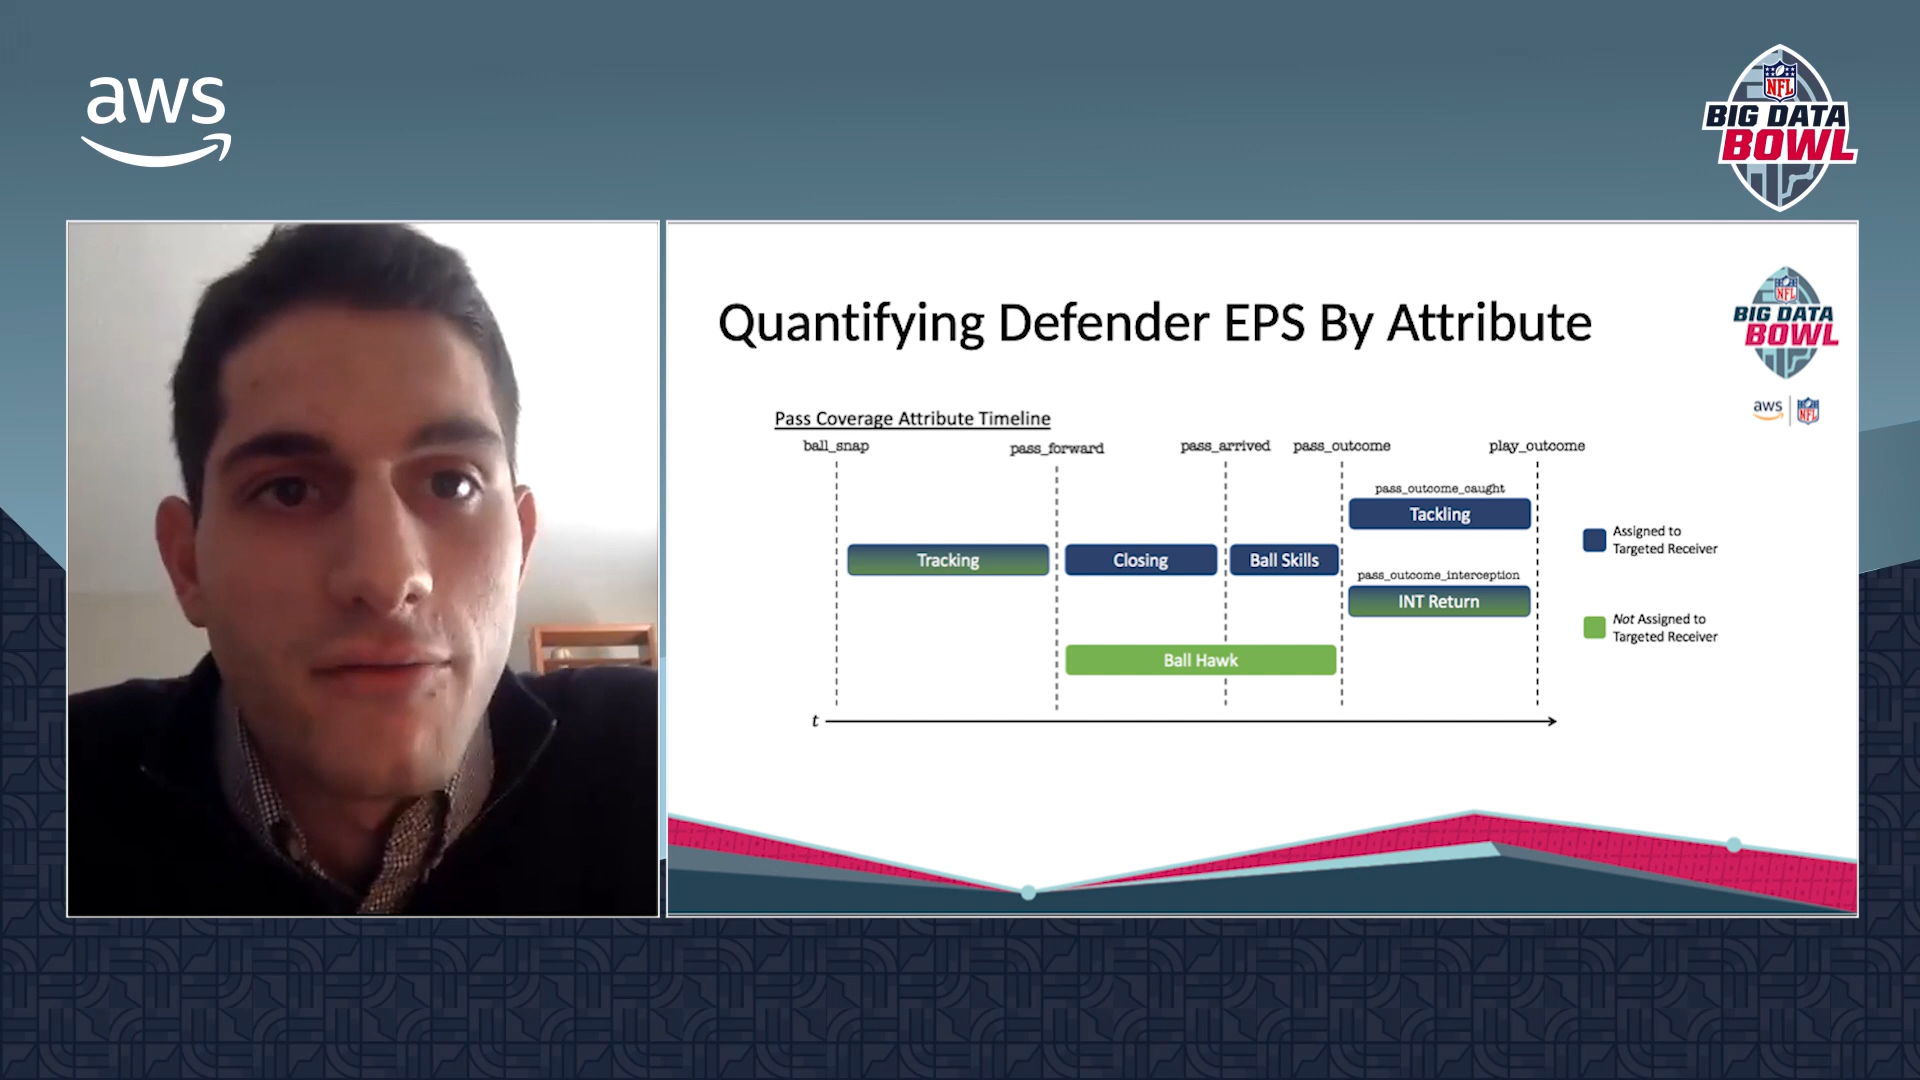 aws
NFL
BIG DATA
BOWL
Quantifying Defender EPS By Attribute
NFL
BIG DATA
BOWL
aws
NFL
Pass Coverage Attribute Timeline
ball_snap
pass_forward
pass_arrived
pass_outcome
play_outcome
pass_outcome_caught
Tackling
Tracking
Closing
Ball Skills
pass_outcome_interception
INT Return
Ball Hawk
t
Assigned to
Targeted Receiver
Not Assigned to
Targeted Receiver